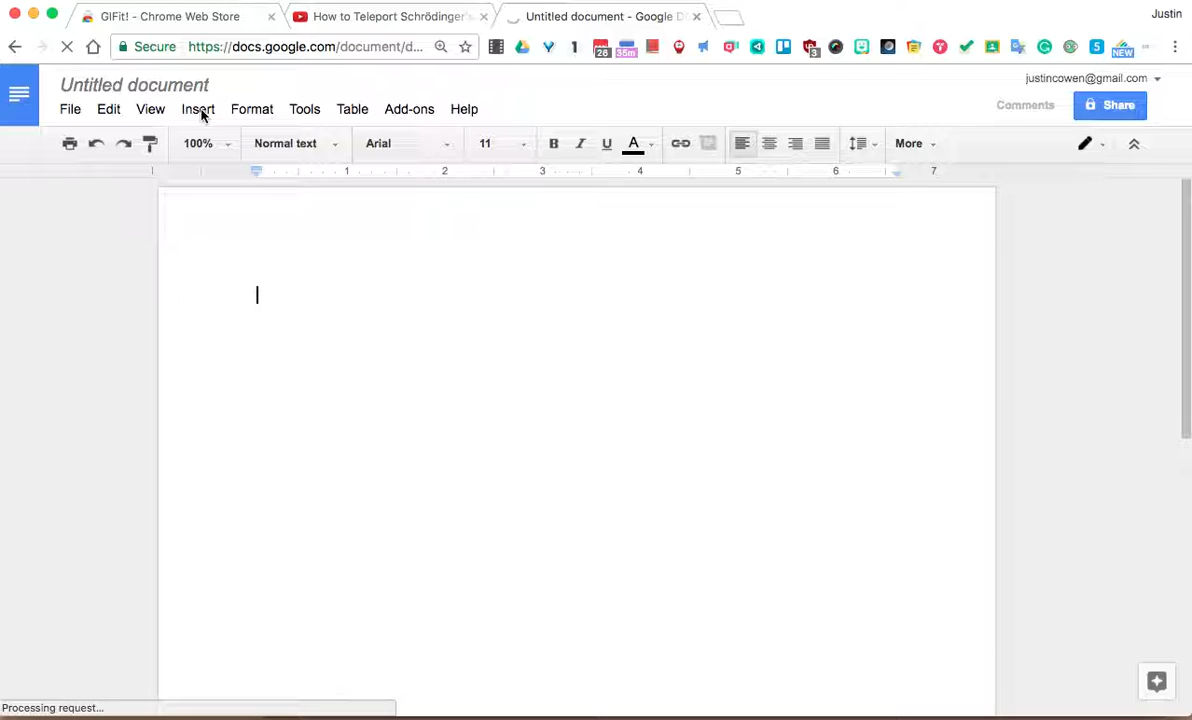 GIFit! - Chrome Web Store
How to Teleport Schrödinger's
Untitled document - Google D
Justin
Secure
https://docs.google.com/document/d...
1
28
35m
3
S
NEW
Untitled document
justincowen@gmail.com
File Edit View Insert Format Tools Table Add-ons Help
Comments
Share
100% Normal text Arial 11 B I U A More
1 2 3 4 5 6 7
Processing request...